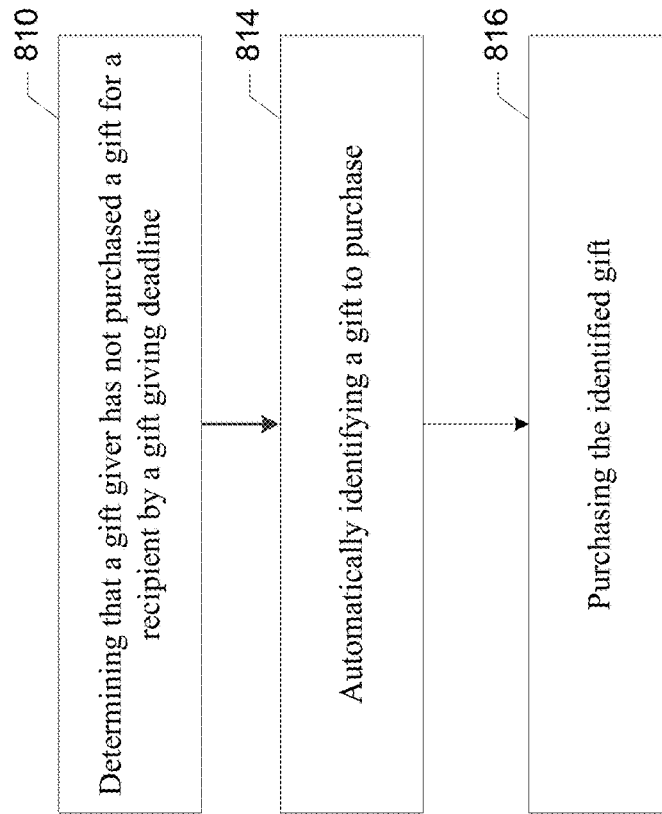 810
Determining that a gift giver has not purchased a gift for a
recipient by a gift giving deadline
814
Automatically identifying a gift to purchase
816
Purchasing the identified gift